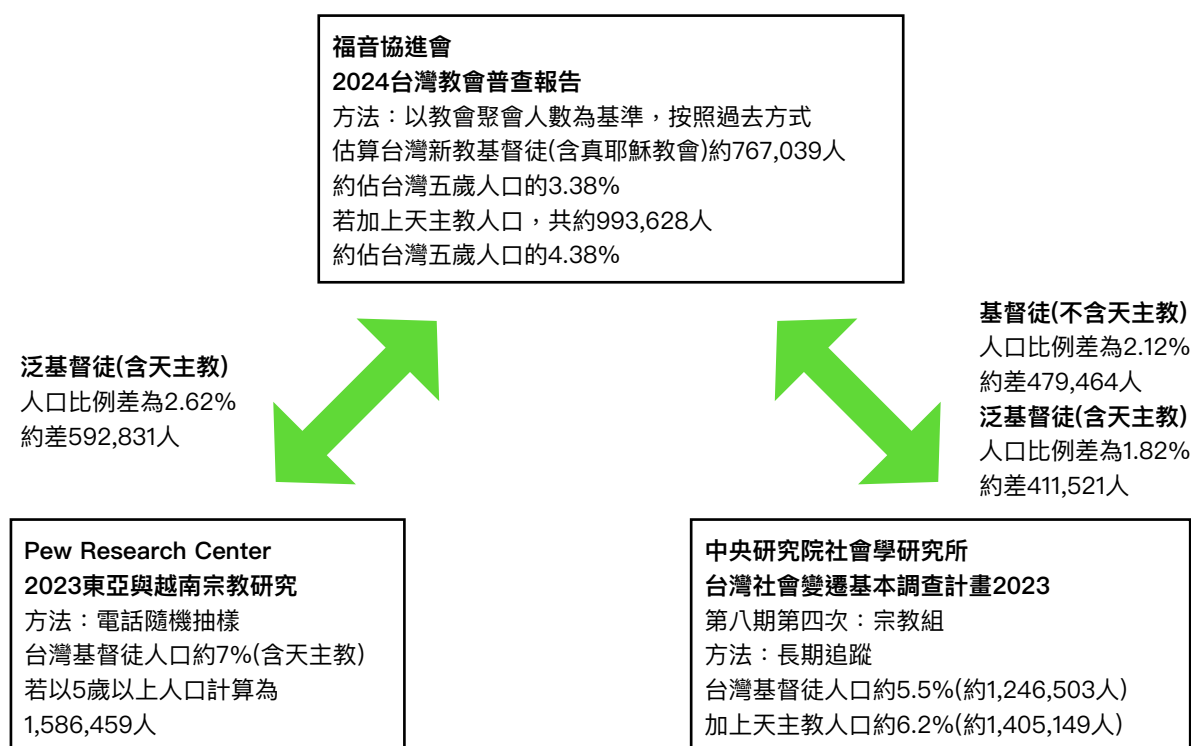 福音協進會
2024台灣教會普查報告
方法：以教會聚會人數為基準，按照過去方式
估算台灣新教基督徒(含真耶穌教會)約767,039人
約佔台灣五歲人口的3.38%
若加上天主教人口，共約993,628人
約佔台灣五歲人口的4.38%
泛基督徒(含天主教)
人口比例差為2.62%
約差592,831人
基督徒(不含天主教)
人口比例差為2.12%
約差479,464人
泛基督徒(含天主教)
人口比例差為1.82%
約差411,521人
Pew Research Center
2023東亞與越南宗教研究
方法：電話隨機抽樣
台灣基督徒人口約7%(含天主教)
若以5歲以上人口計算為
1,586,459人
中央研究院社會學研究所
台灣社會變遷基本調查計畫2023
第八期第四次：宗教組
方法：長期追蹤
台灣基督徒人口約5.5%(約1,246,503人)
加上天主教人口約6.2%(約1,405,149人)